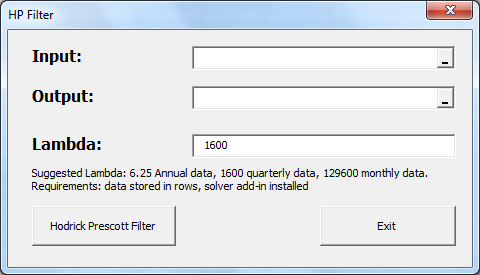 HP Filter
Input:
Output:
Lambda: 1600
Suggested Lambda: 6.25 Annual data, 1600 quarterly data, 129600 monthly data.
Requirements: data stored in rows, solver add-in installed
Hodrick Prescott Filter Exit